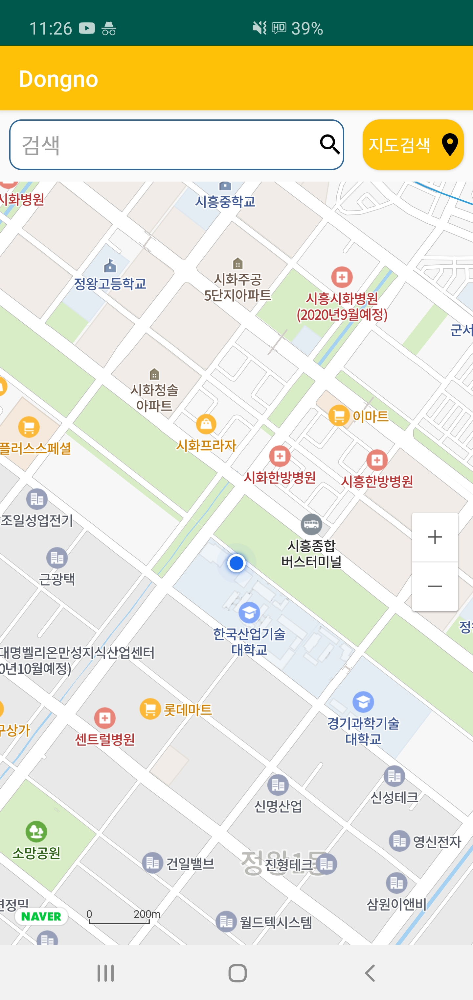 11:26
HD 39%
Dongno
검색
지도검색
시화병원
시흥중학교
정왕고등학교
시화주공
5단지아파트
시흥시화병원
(2020년9월예정)
군서
시화청솔
아파트
이마트
시화프라자
플러스스페셜
시화한방병원
시흥한방병원
조일성업전기
시흥종합
버스터미널
근광택
한국산업기술
대학교
대명벨리온만성지식산업센터
0년10월예정)
롯데마트
경기과학기술
대학교
구상가
센트럴병원
신명산업
신성테크
소망공원
영신전자
건일밸브
정왕1동
진형테크
삼원이앤비
NAVER
0 200m
월드텍시스템